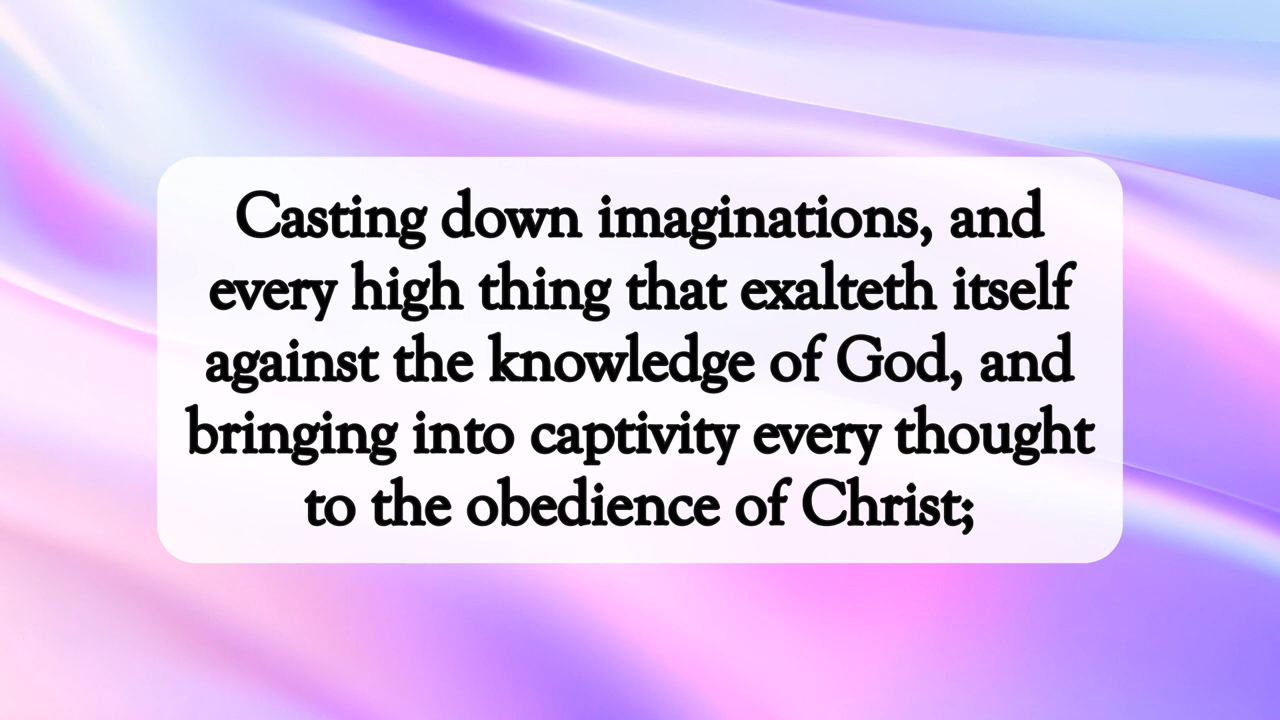 Casting down imaginations, and
every high thing that exalteth itself
against the knowledge of God, and
bringing into captivity every thought
to the obedience of Christ;